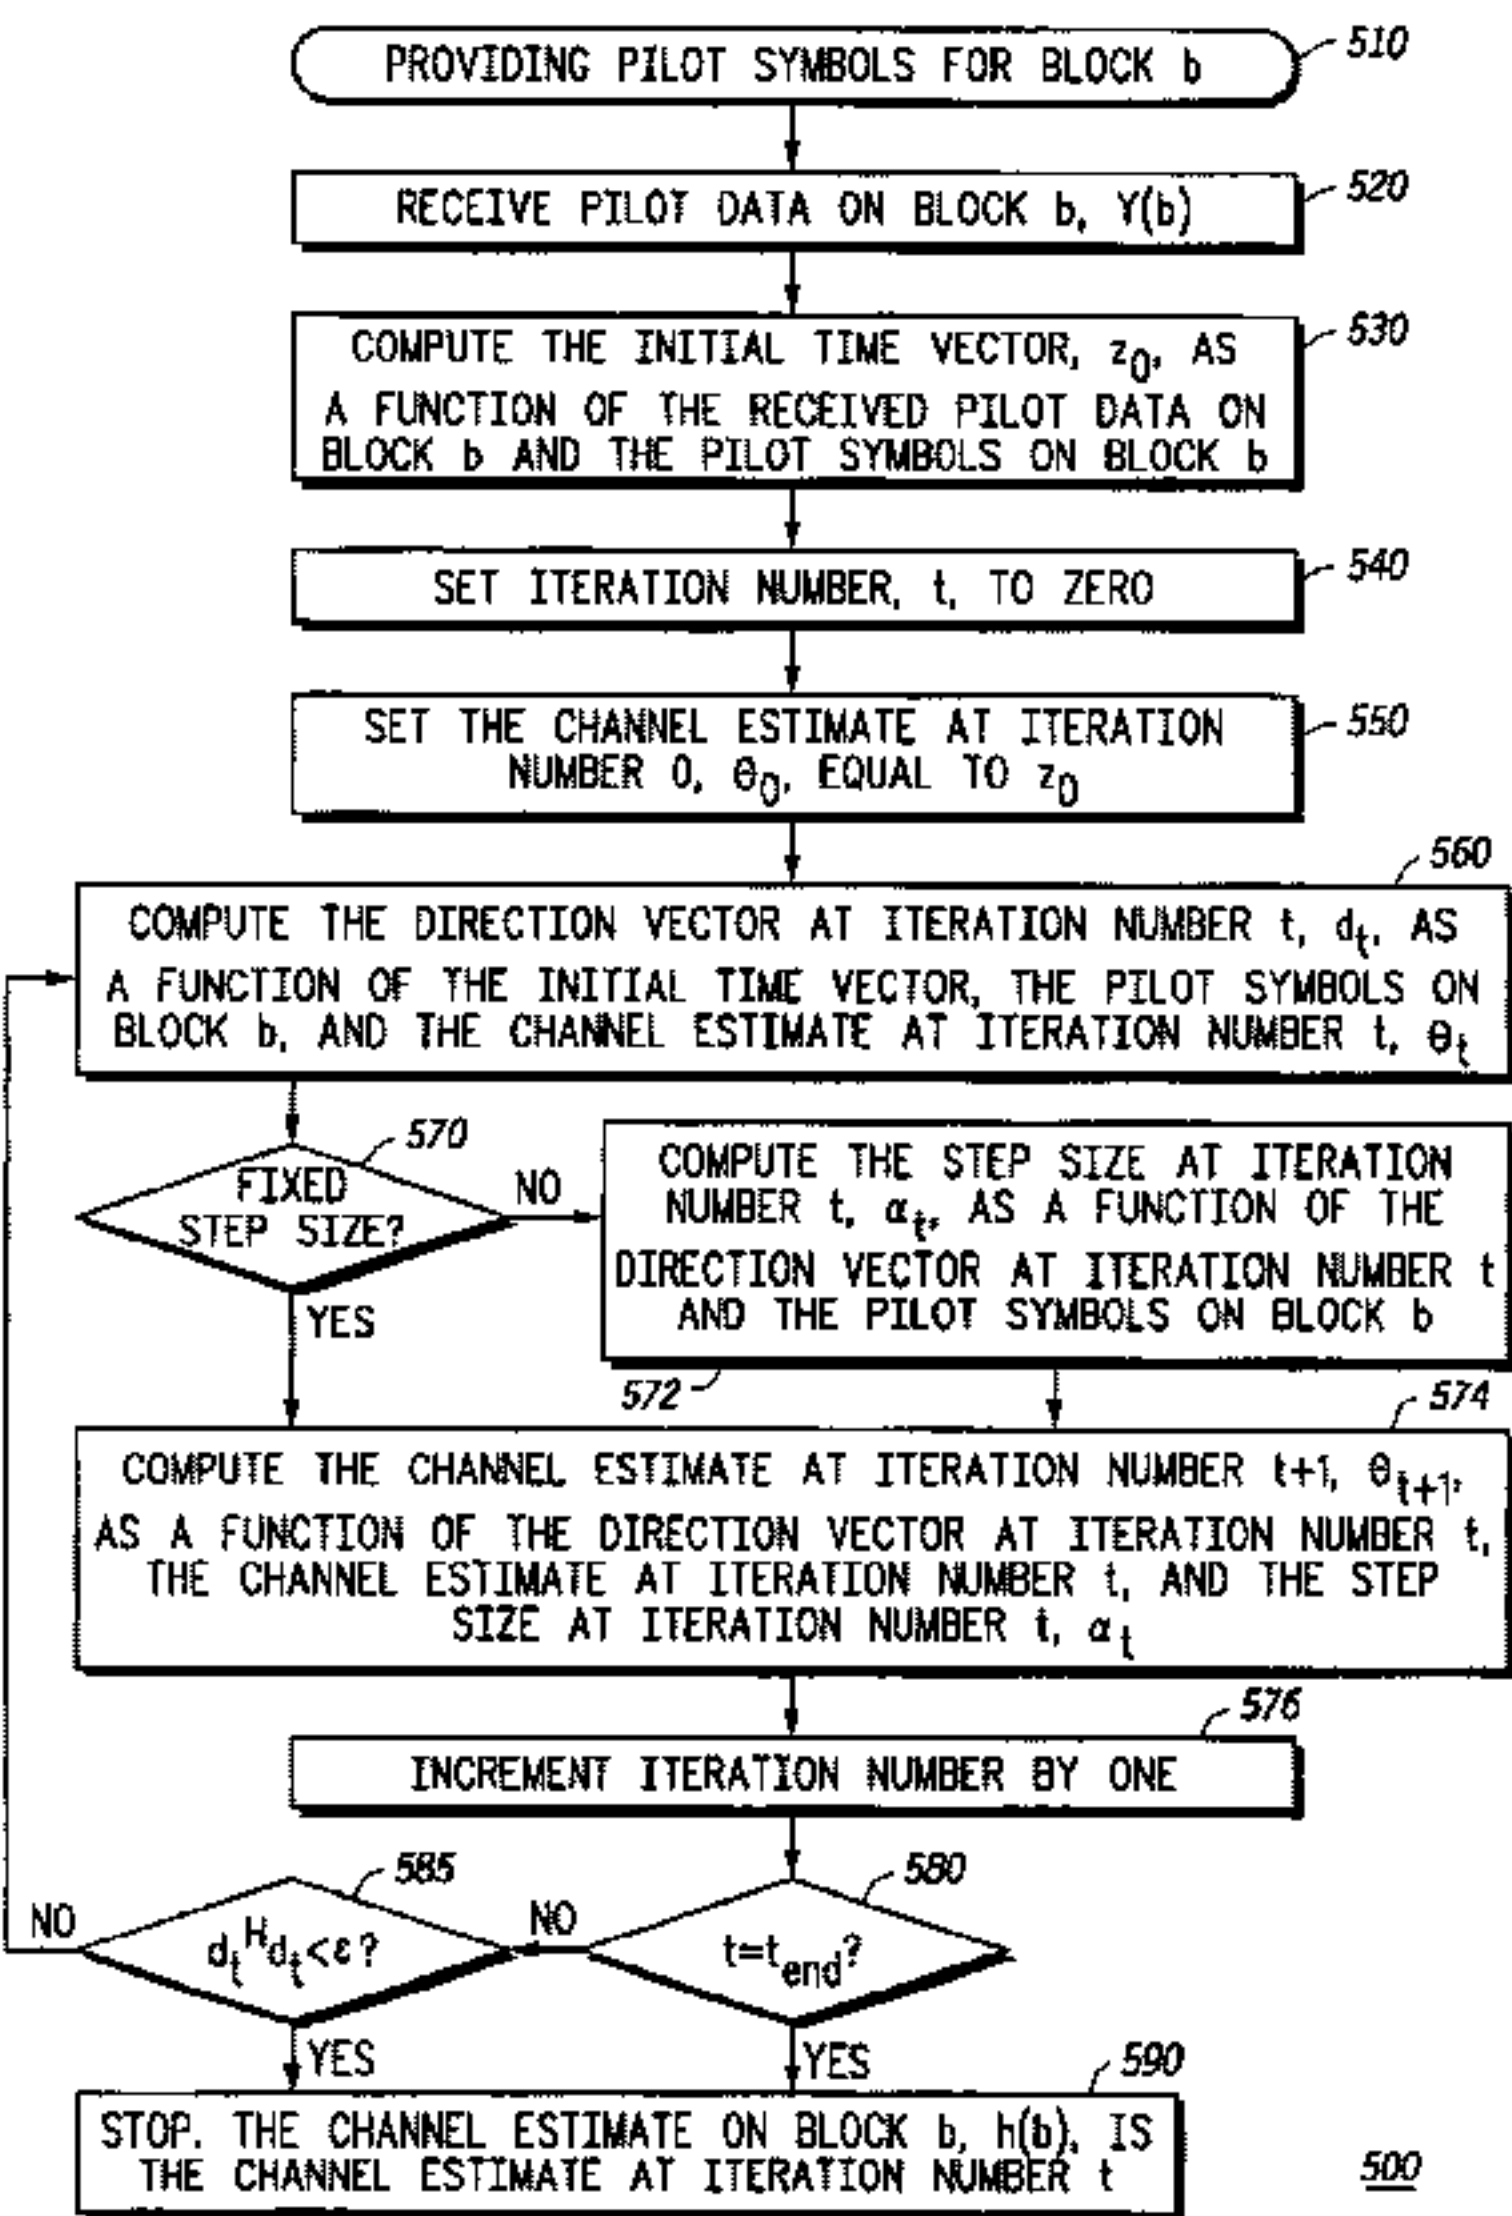 PROVIDING PILOT SYMBOLS FOR BLOCK b
510
RECEIVE PILOT DATA ON BLOCK b, Y(b)
520
COMPUTE THE INITIAL TIME VECTOR, z0, AS
A FUNCTION OF THE RECEIVED PILOT DATA ON
BLOCK b AND THE PILOT SYMBOLS ON BLOCK b
530
SET ITERATION NUMBER, t, TO ZERO
540
SET THE CHANNEL ESTIMATE AT ITERATION
NUMBER 0, θ0, EQUAL TO z0
550
560
COMPUTE THE DIRECTION VECTOR AT ITERATION NUMBER t, dt, AS
A FUNCTION OF THE INITIAL TIME VECTOR, THE PILOT SYMBOLS ON
BLOCK b, AND THE CHANNEL ESTIMATE AT ITERATION NUMBER t, θt
570
FIXED
STEP SIZE?
NO
YES
COMPUTE THE STEP SIZE AT ITERATION
NUMBER t, αt, AS A FUNCTION OF THE
DIRECTION VECTOR AT ITERATION NUMBER t
AND THE PILOT SYMBOLS ON BLOCK b
572
574
COMPUTE THE CHANNEL ESTIMATE AT ITERATION NUMBER t+1, θt+1,
AS A FUNCTION OF THE DIRECTION VECTOR AT ITERATION NUMBER t,
THE CHANNEL ESTIMATE AT ITERATION NUMBER t, AND THE STEP
SIZE AT ITERATION NUMBER t, αt
576
INCREMENT ITERATION NUMBER BY ONE
585
580
NO
dt^H dt<ε?
NO
t=tend?
YES
YES
590
STOP. THE CHANNEL ESTIMATE ON BLOCK b, h(b), IS
THE CHANNEL ESTIMATE AT ITERATION NUMBER t
500